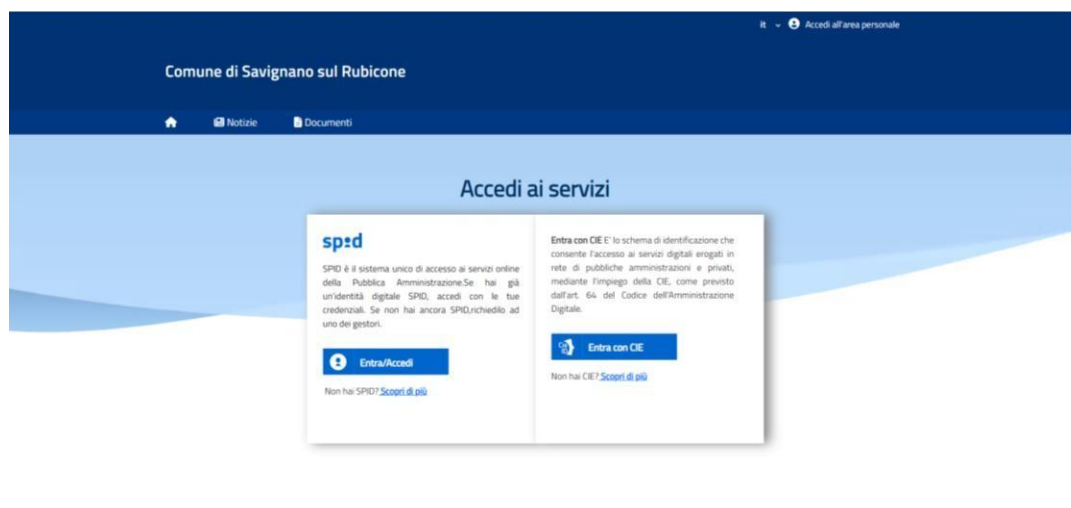 it Accedi all'area personale
Comune di Savignano sul Rubicone
Notizie Documenti
Accedi ai servizi
sp:d
SPID è il sistema unico di accesso ai servizi online
della Pubblica Amministrazione.Se hai già
un'identità digitale SPID, accedi con le tue
credenziali. Se non hai ancora SPID,richiedilo ad
uno dei gestori.
Entra/Accedi
Non hai SPID? Scopri di più
Entra con CIE E' lo schema di identificazione che
consente l'accesso ai servizi digitali erogati in
rete di pubbliche amministrazioni e privati,
mediante l'impiego della CIE, come previsto
dall'art. 64 del Codice dell'Amministrazione
Digitale.
Entra con CIE
Non hai CIE? Scopri di più